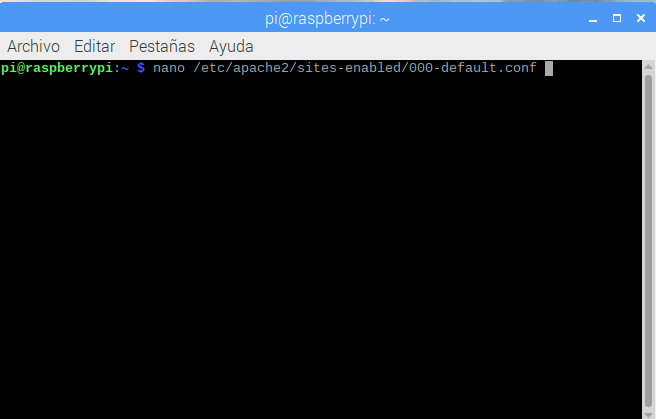 pi@raspberrypi: ~
Archivo Editar Pestañas Ayuda
pi@raspberrypi:~ $ nano /etc/apache2/sites-enabled/000-default.conf